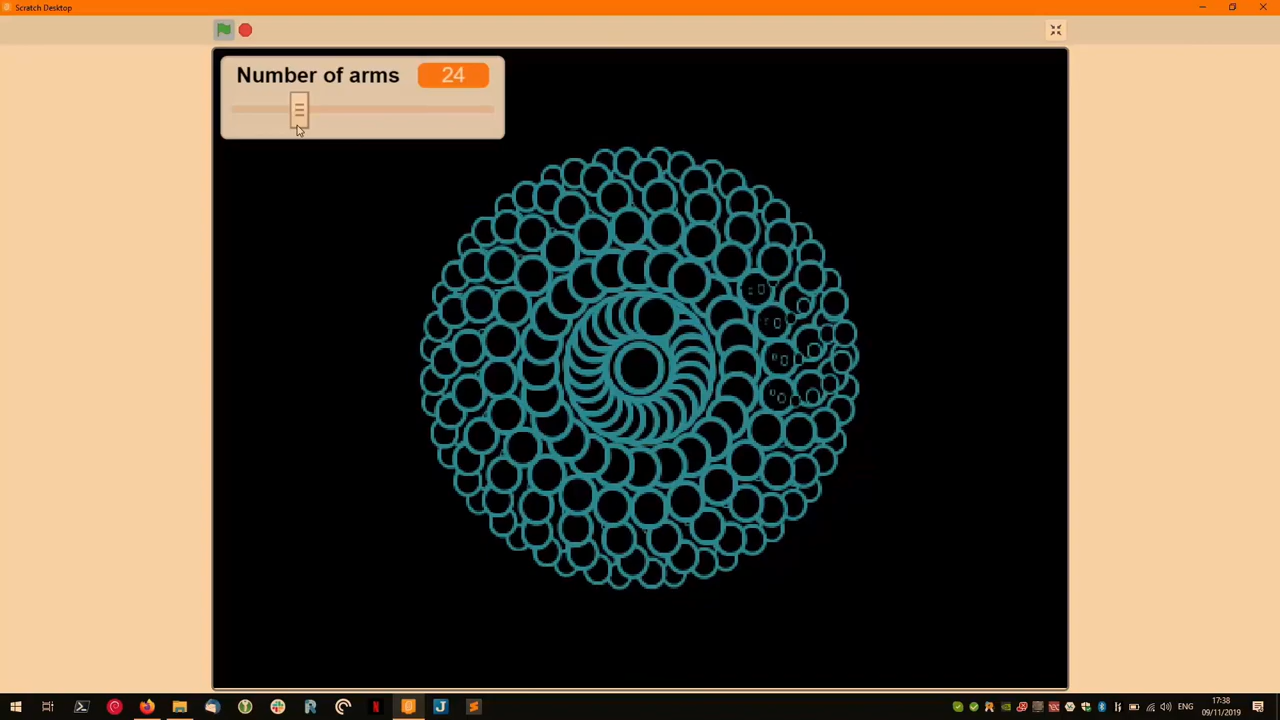 Scratch Desktop
Number of arms 24
ENG
17:38
09/11/2019